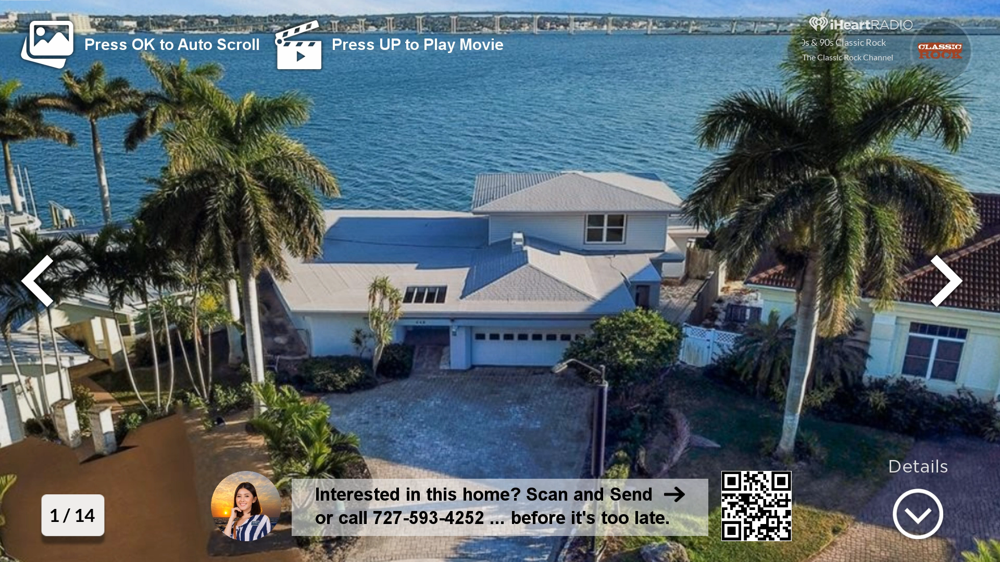 iHeartRADIO
Press OK to Auto Scroll
Press UP to Play Movie
s & 90s Classic Rock
The Classic Rock Channel
CLASSIC
ROCK
Details
Interested in this home? Scan and Send →
or call 727-593-4252 ... before it's too late.
1 / 14